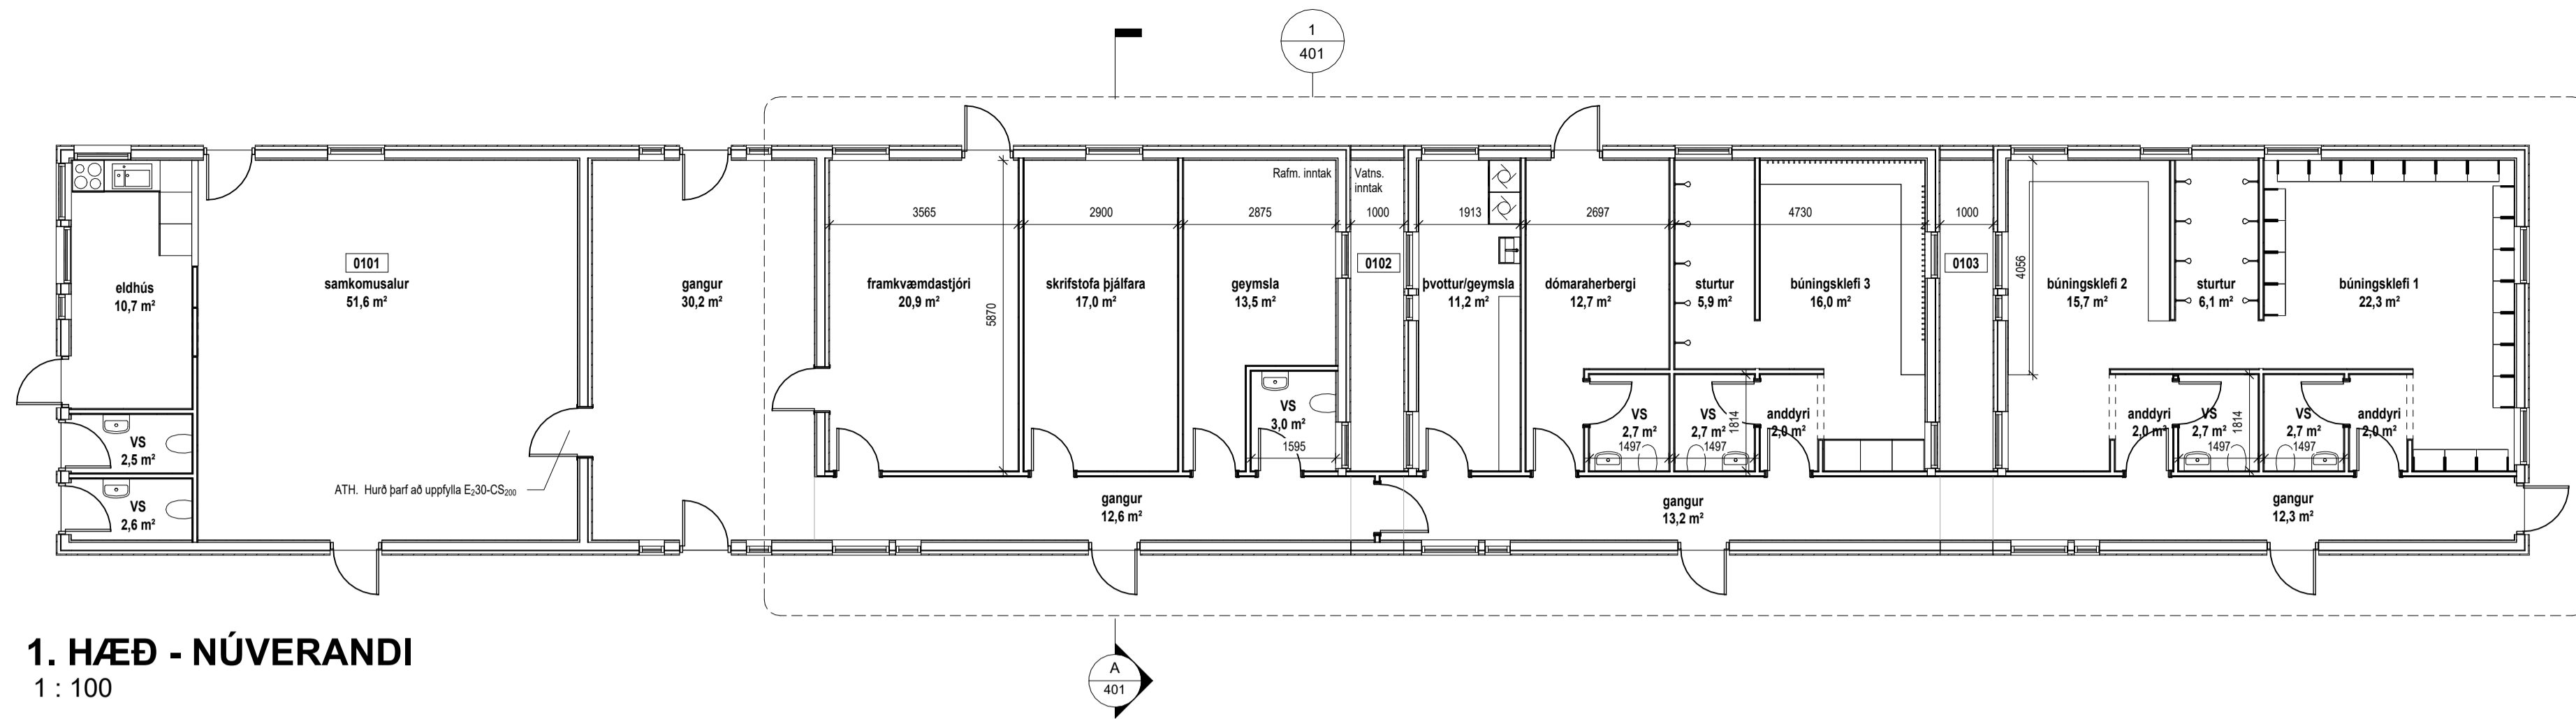 1
401
Rafm. inntak
Vatns.
inntak
3565
2900
2875
1000
1913
2697
4730
1000
4056
5870
eldhús
10,7 m²
0101
samkomusalur
51,6 m²
gangur
30,2 m²
framkvæmdastjóri
20,9 m²
skrifstofa þjálfara
17,0 m²
geymsla
13,5 m²
0102
þvottur/geymsla
11,2 m²
dómaraherbergi
12,7 m²
sturtur
5,9 m²
búningsklefi 3
16,0 m²
0103
búningsklefi 2
15,7 m²
sturtur
6,1 m²
búningsklefi 1
22,3 m²
VS
2,5 m²
VS
2,6 m²
ATH. Hurð þarf að uppfylla E₂30-CS₂₀₀
VS
3,0 m²
1595
VS
2,7 m²
1497
VS
2,7 m²
1497
1814
anddyri
2,0 m²
anddyri
2,0 m²
VS
2,7 m²
1497
1814
VS
2,7 m²
1497
anddyri
2,0 m²
gangur
12,6 m²
gangur
13,2 m²
gangur
12,3 m²
1. HÆÐ - NÚVERANDI
1 : 100
A
401